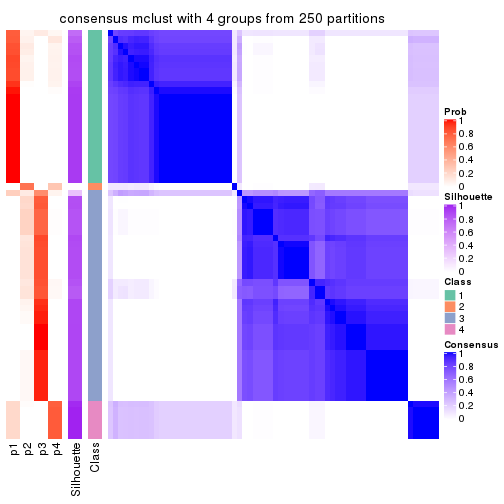 consensus mclust with 4 groups from 250 partitions
Prob
1
0.8
0.6
0.4
0.2
0
Silhouette
1
0.8
0.6
0.4
0.2
0
Class
1
2
3
4
Consensus
1
0.8
0.6
0.4
0.2
0
p1
p2
p3
p4
Silhouette
Class